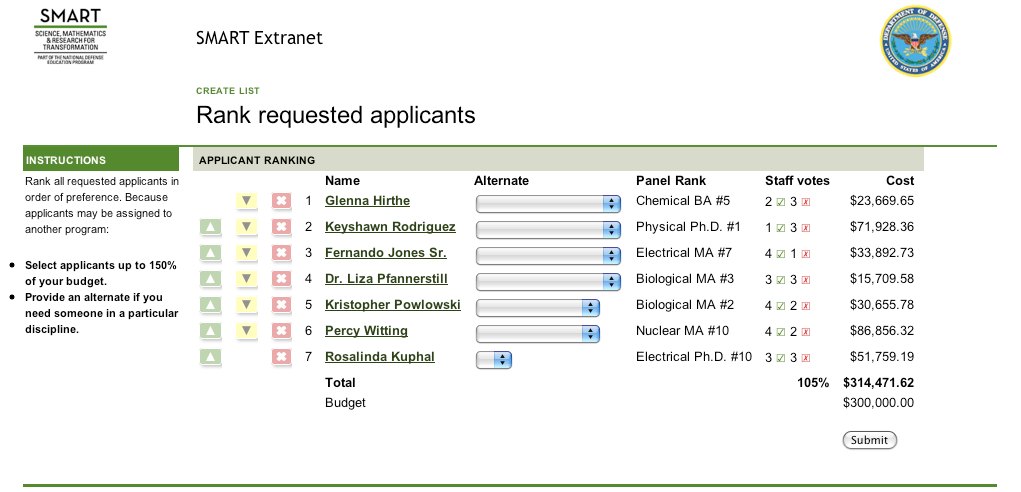 SMART
SCIENCE, MATHEMATICS
& RESEARCH FOR
TRANSFORMATION
PART OF THE NATIONAL DEFENSE
EDUCATION PROGRAM
SMART Extranet
DEPARTMENT OF DEFENSE
UNITED STATES OF AMERICA
CREATE LIST
Rank requested applicants
INSTRUCTIONS
Rank all requested applicants in
order of preference. Because
applicants may be assigned to
another program:
• Select applicants up to 150%
of your budget.
• Provide an alternate if you
need someone in a particular
discipline.
APPLICANT RANKING
Name Alternate Panel Rank Staff votes Cost
▼ ✖ 1 Glenna Hirthe Chemical BA #5 2 ☑ 3 ☒ $23,669.65
▲ ▼ ✖ 2 Keyshawn Rodriguez Physical Ph.D. #1 1 ☑ 3 ☒ $71,928.36
▲ ▼ ✖ 3 Fernando Jones Sr. Electrical MA #7 4 ☑ 1 ☒ $33,892.73
▲ ▼ ✖ 4 Dr. Liza Pfannerstill Biological MA #3 3 ☑ 3 ☒ $15,709.58
▲ ▼ ✖ 5 Kristopher Powlowski Biological MA #2 4 ☑ 2 ☒ $30,655.78
▲ ▼ ✖ 6 Percy Witting Nuclear MA #10 4 ☑ 2 ☒ $86,856.32
▲ ✖ 7 Rosalinda Kuphal Electrical Ph.D. #10 3 ☑ 3 ☒ $51,759.19
Total 105% $314,471.62
Budget $300,000.00
Submit